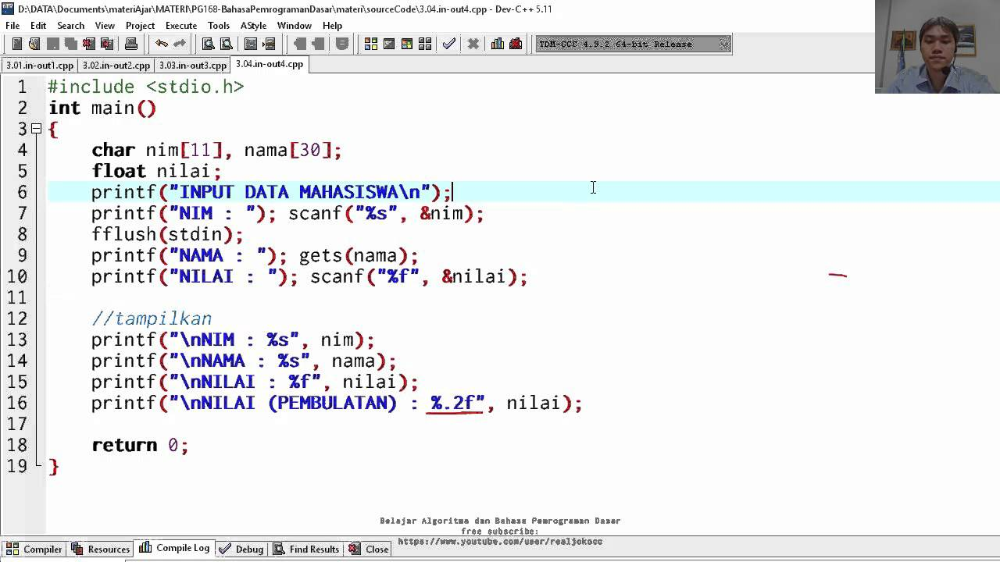 D:\DATA\Documents\materiAjar\MATERI\PG168-BahasaPemrogramanDasar\materi\sourceCode\3.04.in-out4.cpp - Dev-C++ 5.11
File Edit Search View Project Execute Tools AStyle Window Help
TDM-GCC 4.9.2 64-bit Release
3.01.in-out1.cpp 3.02.in-out2.cpp 3.03.in-out3.cpp 3.04.in-out4.cpp
1 #include <stdio.h>
2 int main()
3 {
4 char nim[11], nama[30];
5 float nilai;
6 printf("INPUT DATA MAHASISWA\n");
7 printf("NIM : "); scanf("%s", &nim);
8 fflush(stdin);
9 printf("NAMA : "); gets(nama);
10 printf("NILAI : "); scanf("%f", &nilai);
11
12 //tampilkan
13 printf("\nNIM : %s", nim);
14 printf("\nNAMA : %s", nama);
15 printf("\nNILAI : %f", nilai);
16 printf("\nNILAI (PEMBULATAN) : %.2f", nilai);
17
18 return 0;
19 }
Belajar Algoritma dan Bahasa Pemrograman Dasar
free subscribe:
https://www.youtube.com/user/realjokocc
Compiler Resources Compile Log Debug Find Results Close